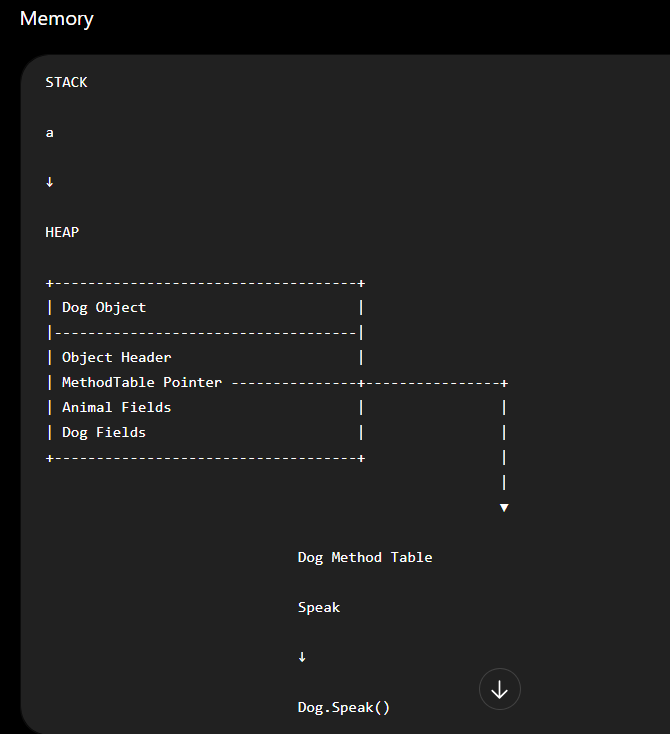 Memory
STACK
a
↓
HEAP
+------------------------------------+
| Dog Object                         |
|------------------------------------|
| Object Header                      |
| MethodTable Pointer ---------------+----------------+
| Animal Fields                      |                |
| Dog Fields                         |                |
+------------------------------------+                |
                                                      |
                                                      ▼
                              Dog Method Table
                              Speak
                              ↓
                              Dog.Speak()